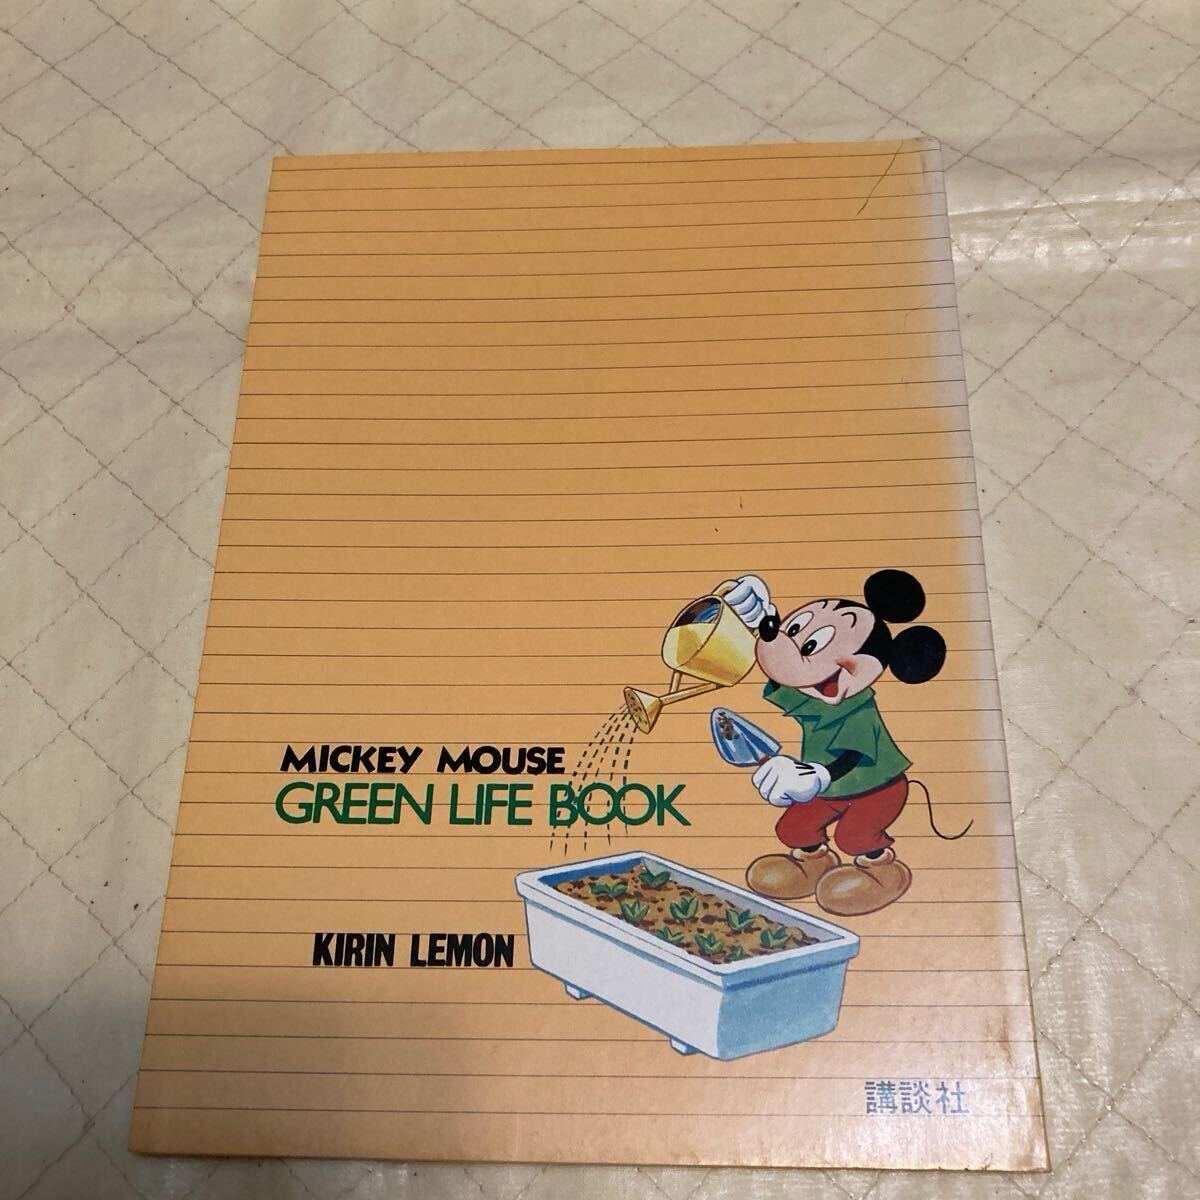 MICKEY MOUSE
GREEN LIFE BOOK
KIRIN LEMON
講談社